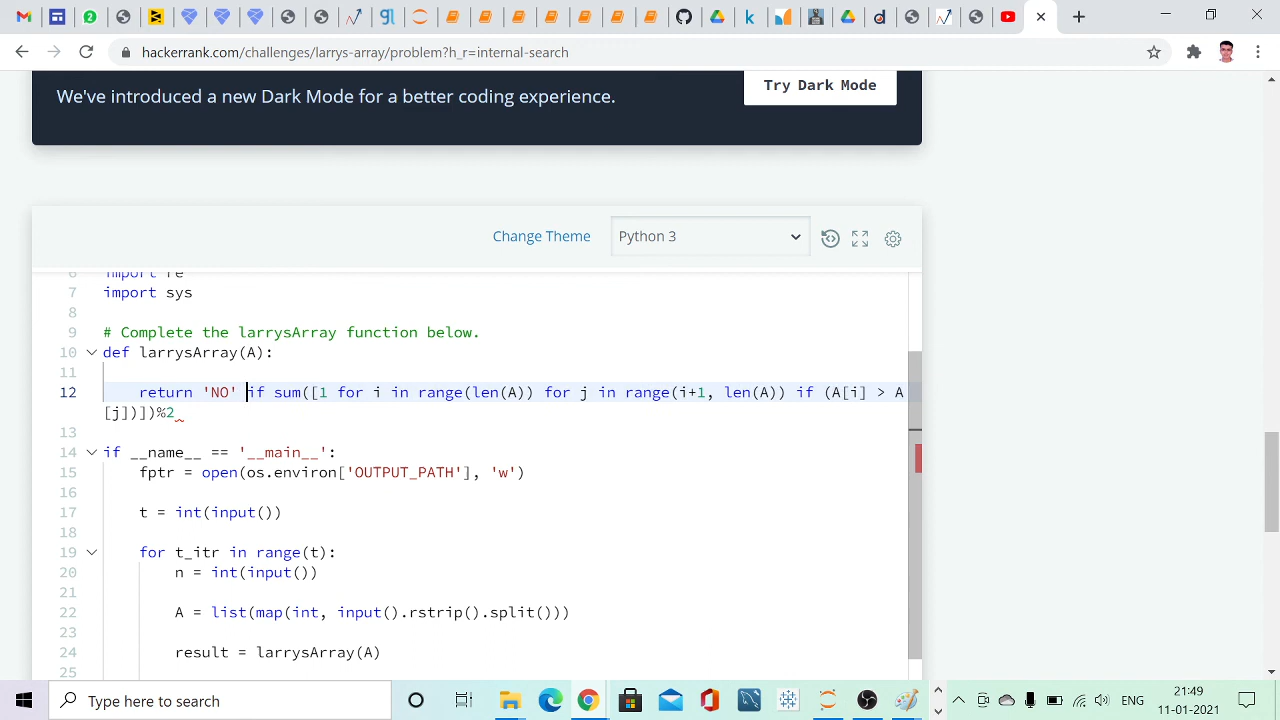 hackerrank.com/challenges/larrys-array/problem?h_r=internal-search
We've introduced a new Dark Mode for a better coding experience.
Try Dark Mode
Change Theme
Python 3
6 import re
7 import sys
8
9 # Complete the larrysArray function below.
10 def larrysArray(A):
11
12 return 'NO' if sum([1 for i in range(len(A)) for j in range(i+1, len(A)) if (A[i] > A
[j])])%2
13
14 if __name__ == '__main__':
15 fptr = open(os.environ['OUTPUT_PATH'], 'w')
16
17 t = int(input())
18
19 for t_itr in range(t):
20 n = int(input())
21
22 A = list(map(int, input().rstrip().split()))
23
24 result = larrysArray(A)
25
Type here to search
ENG
21:49
11-01-2021